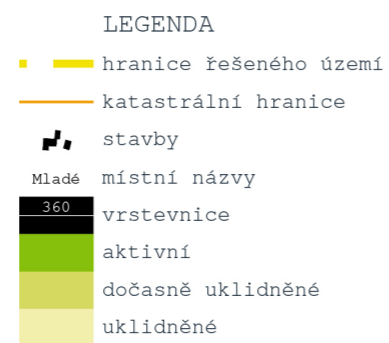 LEGENDA
hranice řešeného území
katastrální hranice
stavby
Mladé místní názvy
360 vrstevnice
aktivní
dočasně uklidněné
uklidněné